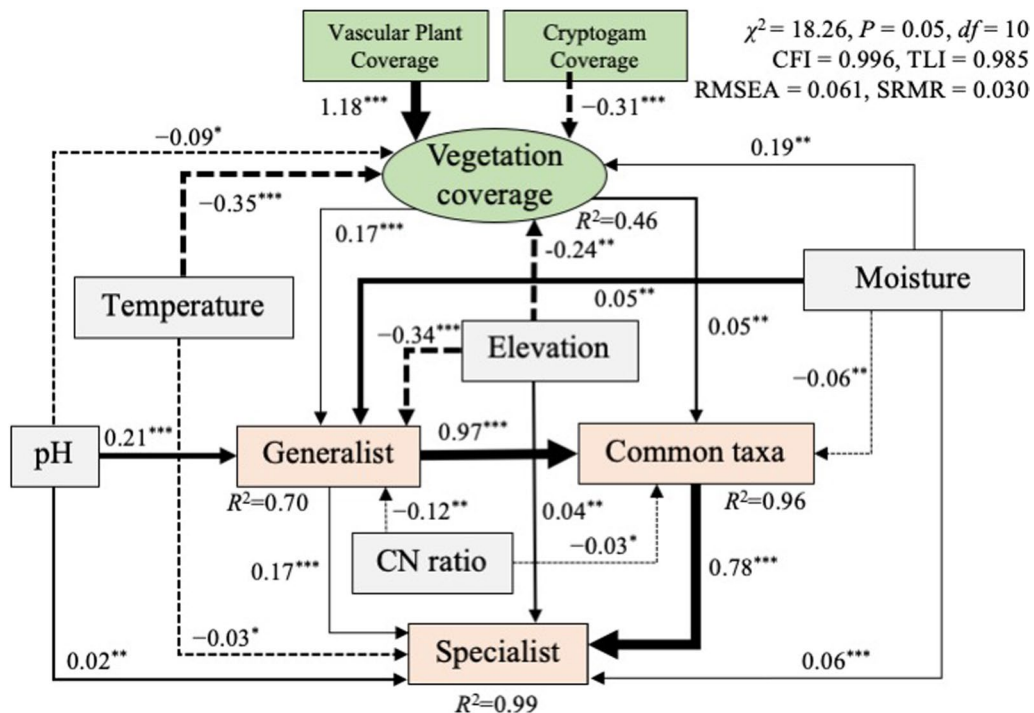 Vascular Plant
Coverage
Cryptogam
Coverage
χ² = 18.26, P = 0.05, df = 10
CFI = 0.996, TLI = 0.985
RMSEA = 0.061, SRMR = 0.030
1.18***
−0.31***
−0.09*
Vegetation
coverage
0.19**
−0.35***
R²=0.46
0.17***
-0.24**
Moisture
Temperature
0.05**
−0.34***
Elevation
0.05**
−0.06**
pH
0.21***
Generalist
0.97***
Common taxa
R²=0.70
R²=0.96
−0.12**
0.04**
CN ratio
−0.03*
0.17***
0.78***
−0.03*
Specialist
0.02**
0.06***
R²=0.99